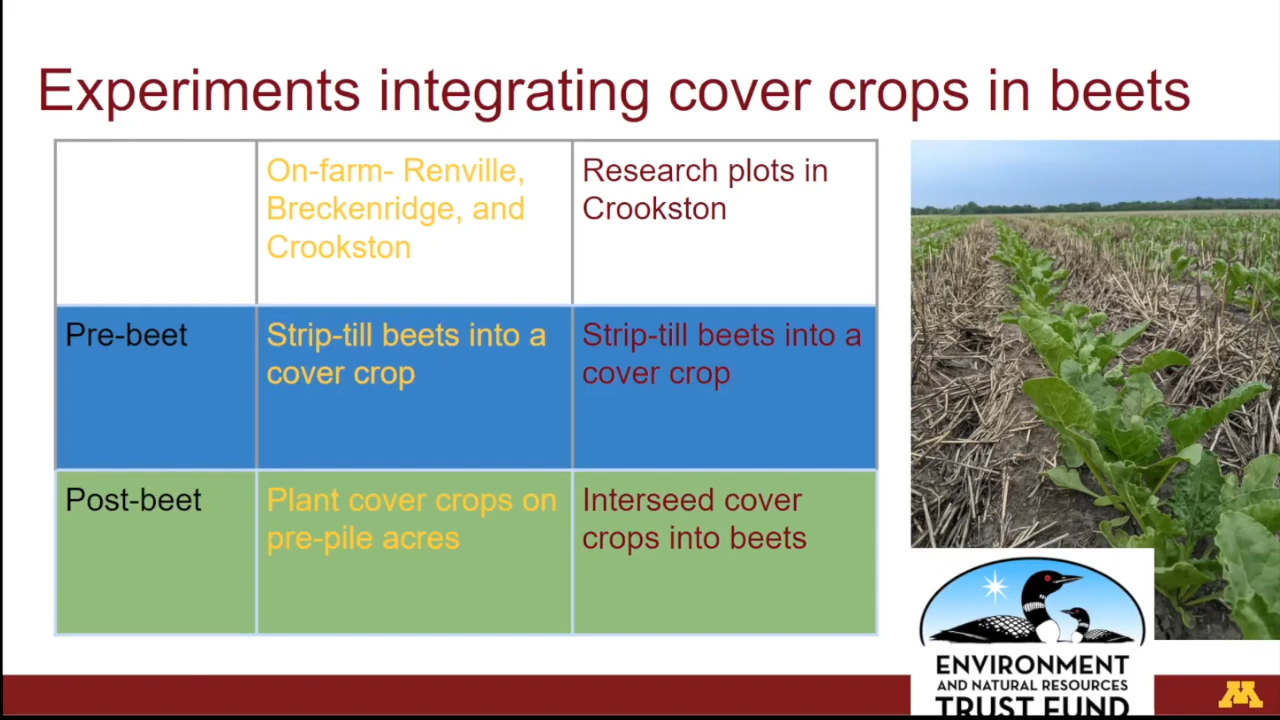 Experiments integrating cover crops in beets
On-farm- Renville,
Breckenridge, and
Crookston
Research plots in
Crookston
Pre-beet
Strip-till beets into a
cover crop
Strip-till beets into a
cover crop
Post-beet
Plant cover crops on
pre-pile acres
Interseed cover
crops into beets
ENVIRONMENT
AND NATURAL RESOURCES
TRUST FUND
M